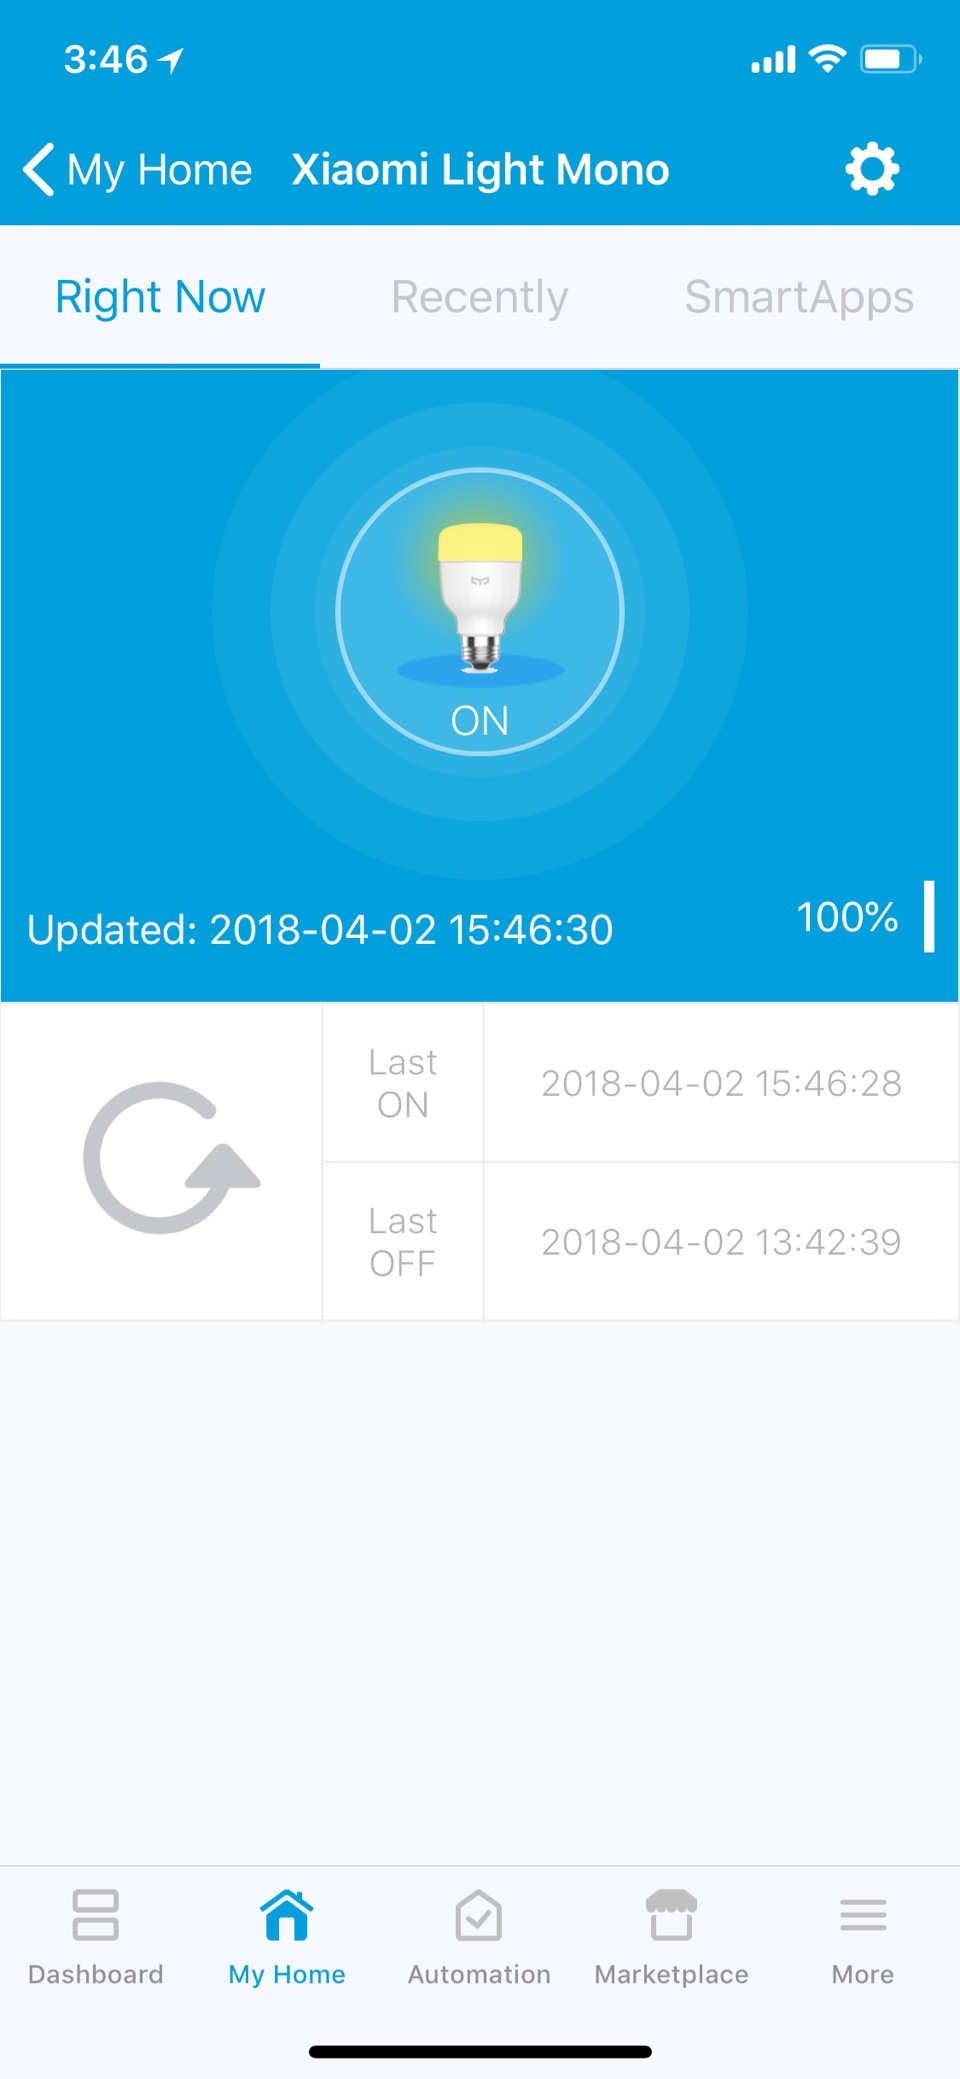 3:46
My Home Xiaomi Light Mono
Right Now Recently SmartApps
ON
Updated: 2018-04-02 15:46:30 100%
Last
ON
2018-04-02 15:46:28
Last
OFF
2018-04-02 13:42:39
Dashboard My Home Automation Marketplace More